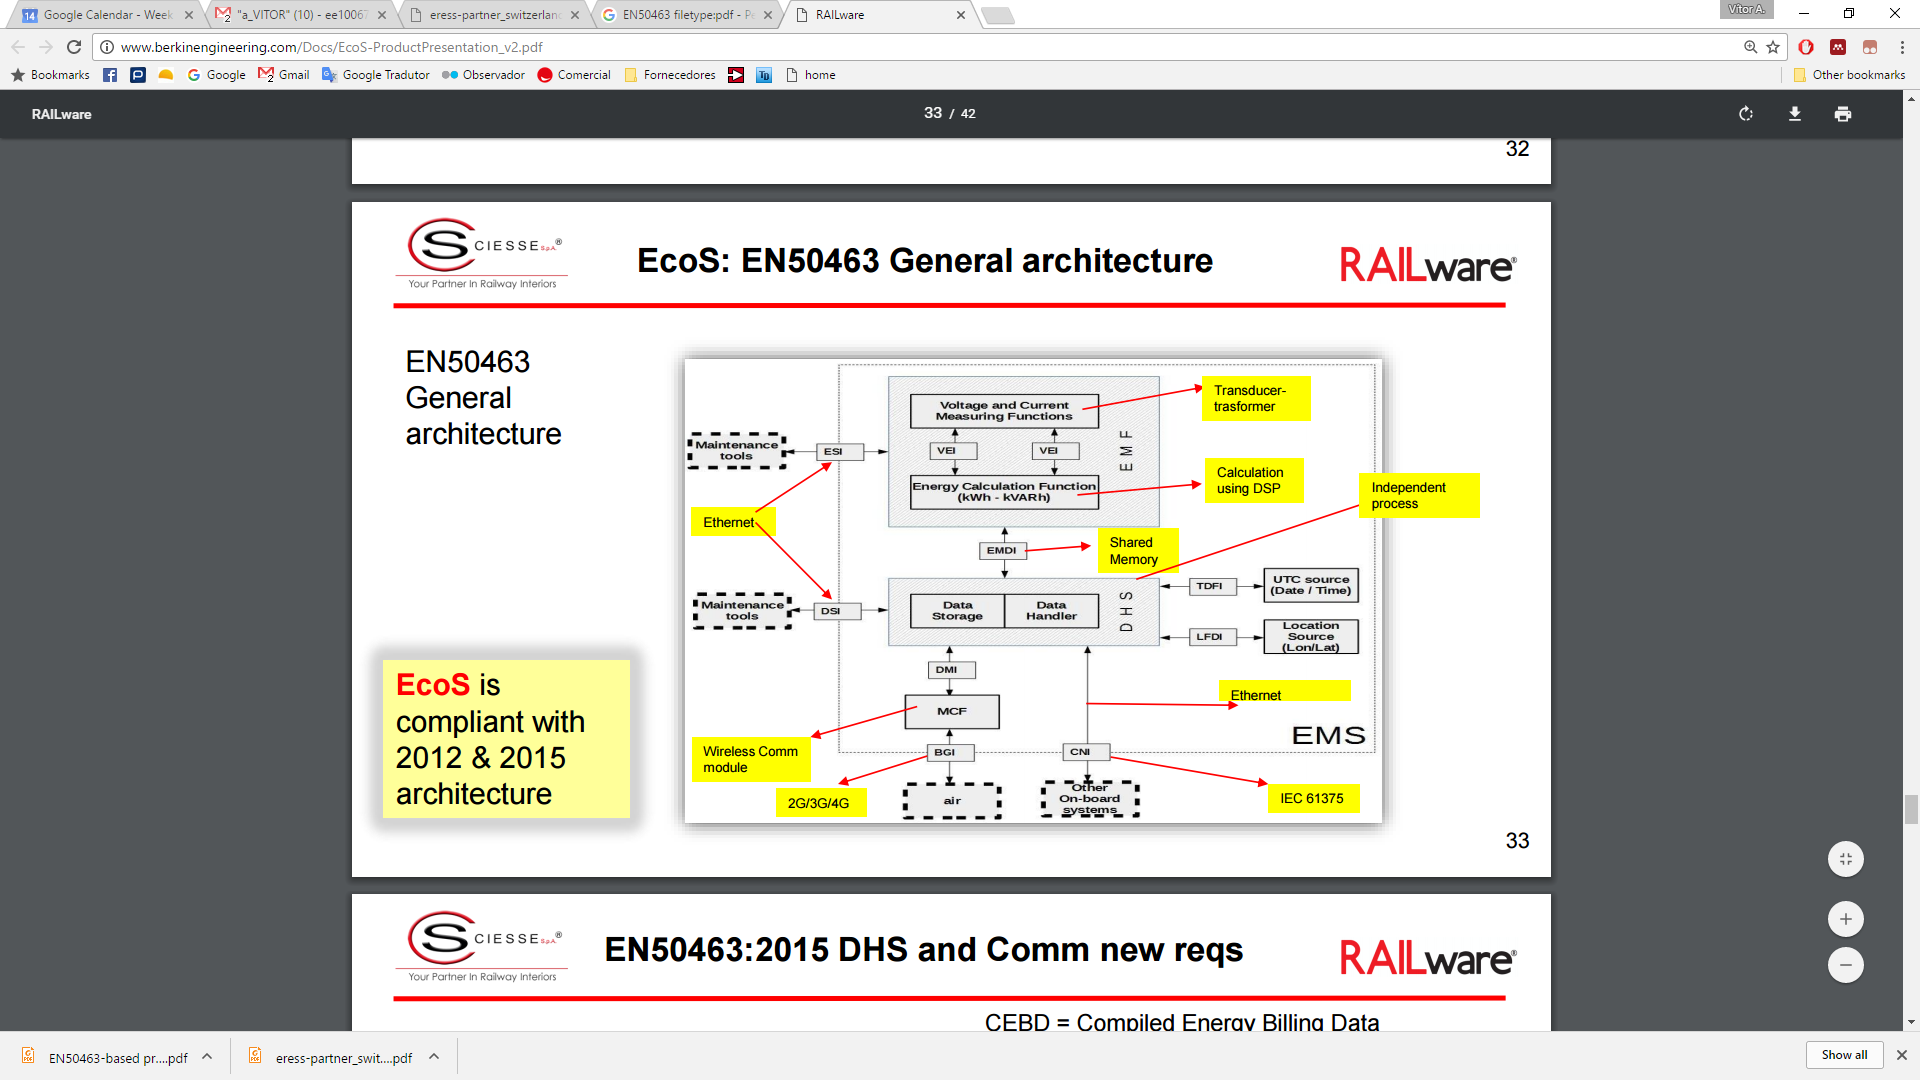 Google Calendar - Week
"a_VITOR" (10) - ee10067
eress-partner_switzerlan
EN50463 filetype:pdf - Pe
RAILware
Vítor A.
www.berkinengineering.com/Docs/EcoS-ProductPresentation_v2.pdf
Bookmarks
Google
Gmail
Google Tradutor
Observador
Comercial
Fornecedores
home
Other bookmarks
RAILware
33 / 42
32
CIESSE S.p.A.®
Your Partner In Railway Interiors
EcoS: EN50463 General architecture
RAILware®
EN50463
General
architecture
EcoS is
compliant with
2012 & 2015
architecture
Voltage and Current
Measuring Functions
Transducer-
trasformer
Maintenance
tools
ESI
VEI
VEI
EMF
Energy Calculation Function
(kWh - kVARh)
Calculation
using DSP
Independent
process
Ethernet
EMDI
Shared
Memory
Maintenance
tools
DSI
Data
Storage
Data
Handler
DHS
TDFI
UTC source
(Date / Time)
LFDI
Location
Source
(Lon/Lat)
DMI
MCF
Ethernet
EMS
Wireless Comm
module
BGI
CNI
2G/3G/4G
air
Other
On-board
systems
IEC 61375
33
CIESSE S.p.A.®
Your Partner In Railway Interiors
EN50463:2015 DHS and Comm new reqs
RAILware®
CEBD = Compiled Energy Billing Data
EN50463-based pr....pdf
eress-partner_swit....pdf
Show all